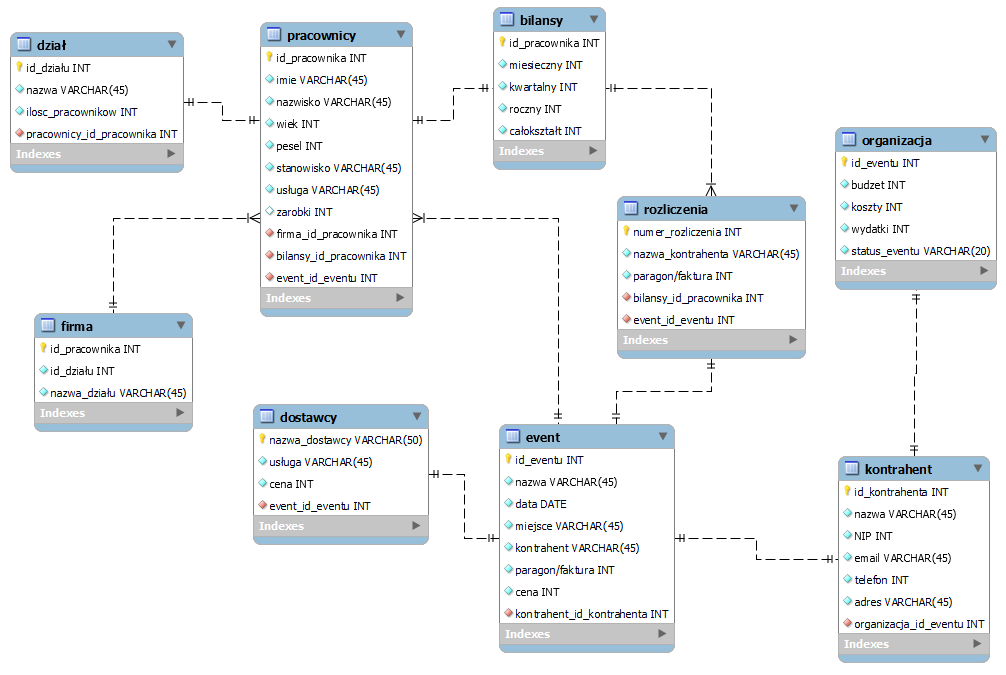 dział
id_działu INT
nazwa VARCHAR(45)
ilosc_pracownikow INT
pracownicy_id_pracownika INT
Indexes
pracownicy
id_pracownika INT
imie VARCHAR(45)
nazwisko VARCHAR(45)
wiek INT
pesel INT
stanowisko VARCHAR(45)
usługa VARCHAR(45)
zarobki INT
firma_id_pracownika INT
bilansy_id_pracownika INT
event_id_eventu INT
Indexes
bilansy
id_pracownika INT
miesieczny INT
kwartalny INT
roczny INT
całokształt INT
Indexes
rozliczenia
numer_rozliczenia INT
nazwa_kontrahenta VARCHAR(45)
paragon/faktura INT
bilansy_id_pracownika INT
event_id_eventu INT
Indexes
organizacja
id_eventu INT
budzet INT
koszty INT
wydatki INT
status_eventu VARCHAR(20)
Indexes
firma
id_pracownika INT
id_działu INT
nazwa_działu VARCHAR(45)
Indexes
dostawcy
nazwa_dostawcy VARCHAR(50)
usługa VARCHAR(45)
cena INT
event_id_eventu INT
Indexes
event
id_eventu INT
nazwa VARCHAR(45)
data DATE
miejsce VARCHAR(45)
kontrahent VARCHAR(45)
paragon/faktura INT
cena INT
kontrahent_id_kontrahenta INT
Indexes
kontrahent
id_kontrahenta INT
nazwa VARCHAR(45)
NIP INT
email VARCHAR(45)
telefon INT
adres VARCHAR(45)
organizacja_id_eventu INT
Indexes